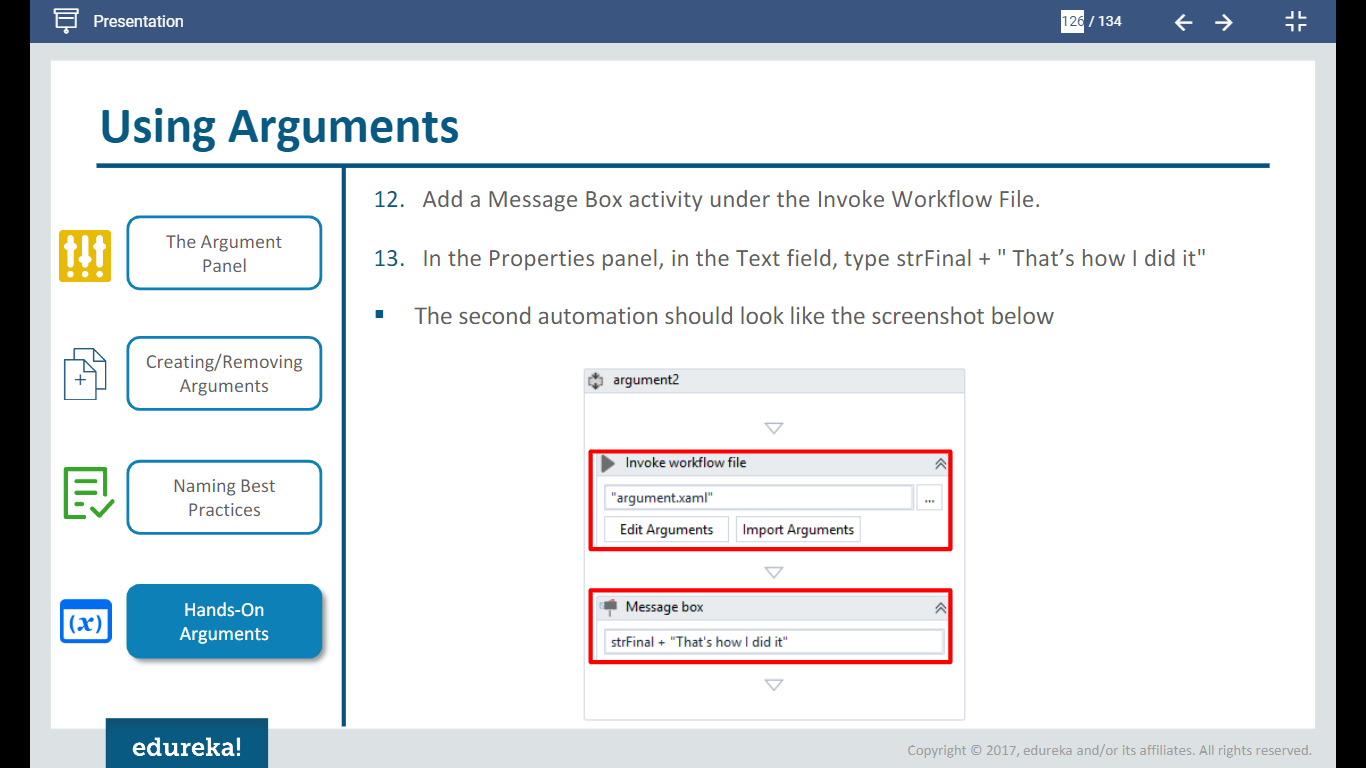 Presentation
126 / 134
Using Arguments
The Argument
Panel
Creating/Removing
Arguments
Naming Best
Practices
(x)
Hands-On
Arguments
12. Add a Message Box activity under the Invoke Workflow File.
13. In the Properties panel, in the Text field, type strFinal + " That’s how I did it"
▪ The second automation should look like the screenshot below
argument2
Invoke workflow file
"argument.xaml"
...
Edit Arguments Import Arguments
Message box
strFinal + "That's how I did it"
edureka!
Copyright © 2017, edureka and/or its affiliates. All rights reserved.